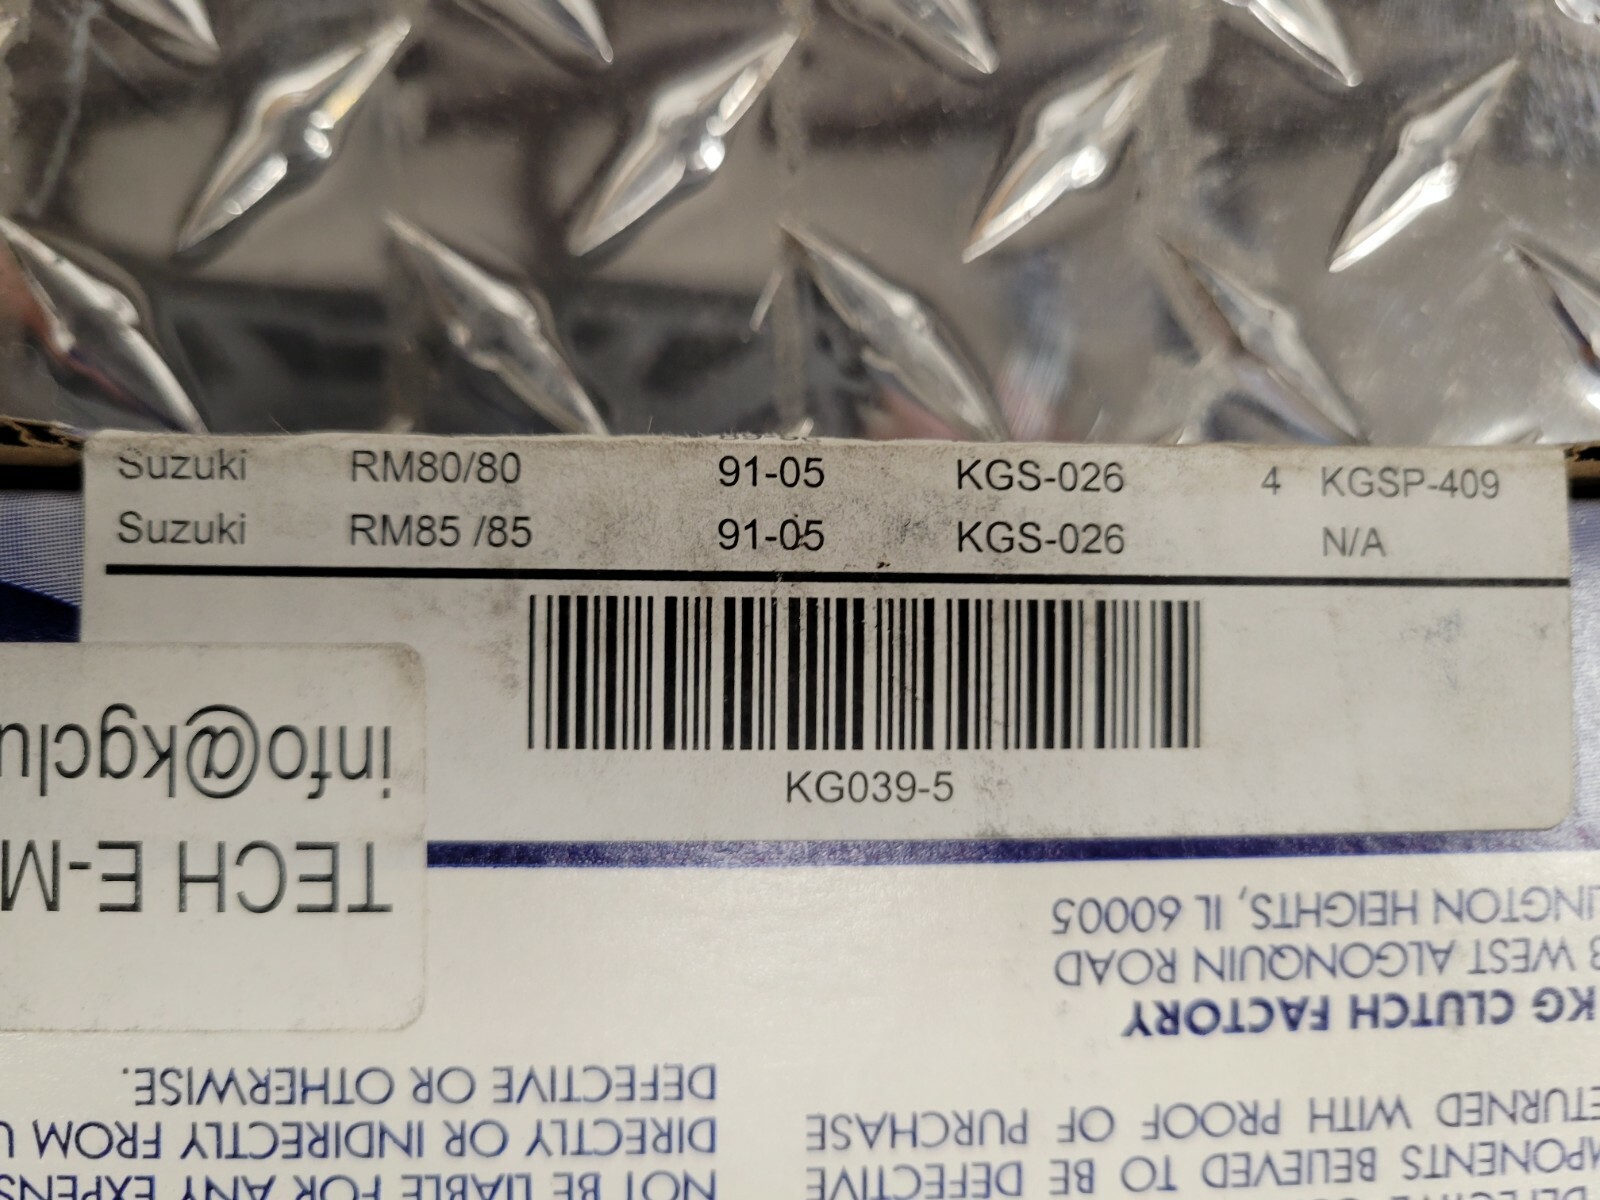 Suzuki RM80/80 91-05 KGS-026 4 KGSP-409
Suzuki RM85 /85 91-05 KGS-026 N/A
KG039-5
TECH E-M
info@kgclu
KG CLUTCH FACTORY
WEST ALGONQUIN ROAD
LINGTON HEIGHTS, IL 60005
NOT BE LIABLE FOR ANY EXPENS
DIRECTLY OR INDIRECTLY FROM U
DEFECTIVE OR OTHERWISE.
MPONENTS BELIEVED TO BE DEFECTIVE
ETURNED WITH PROOF OF PURCHASE